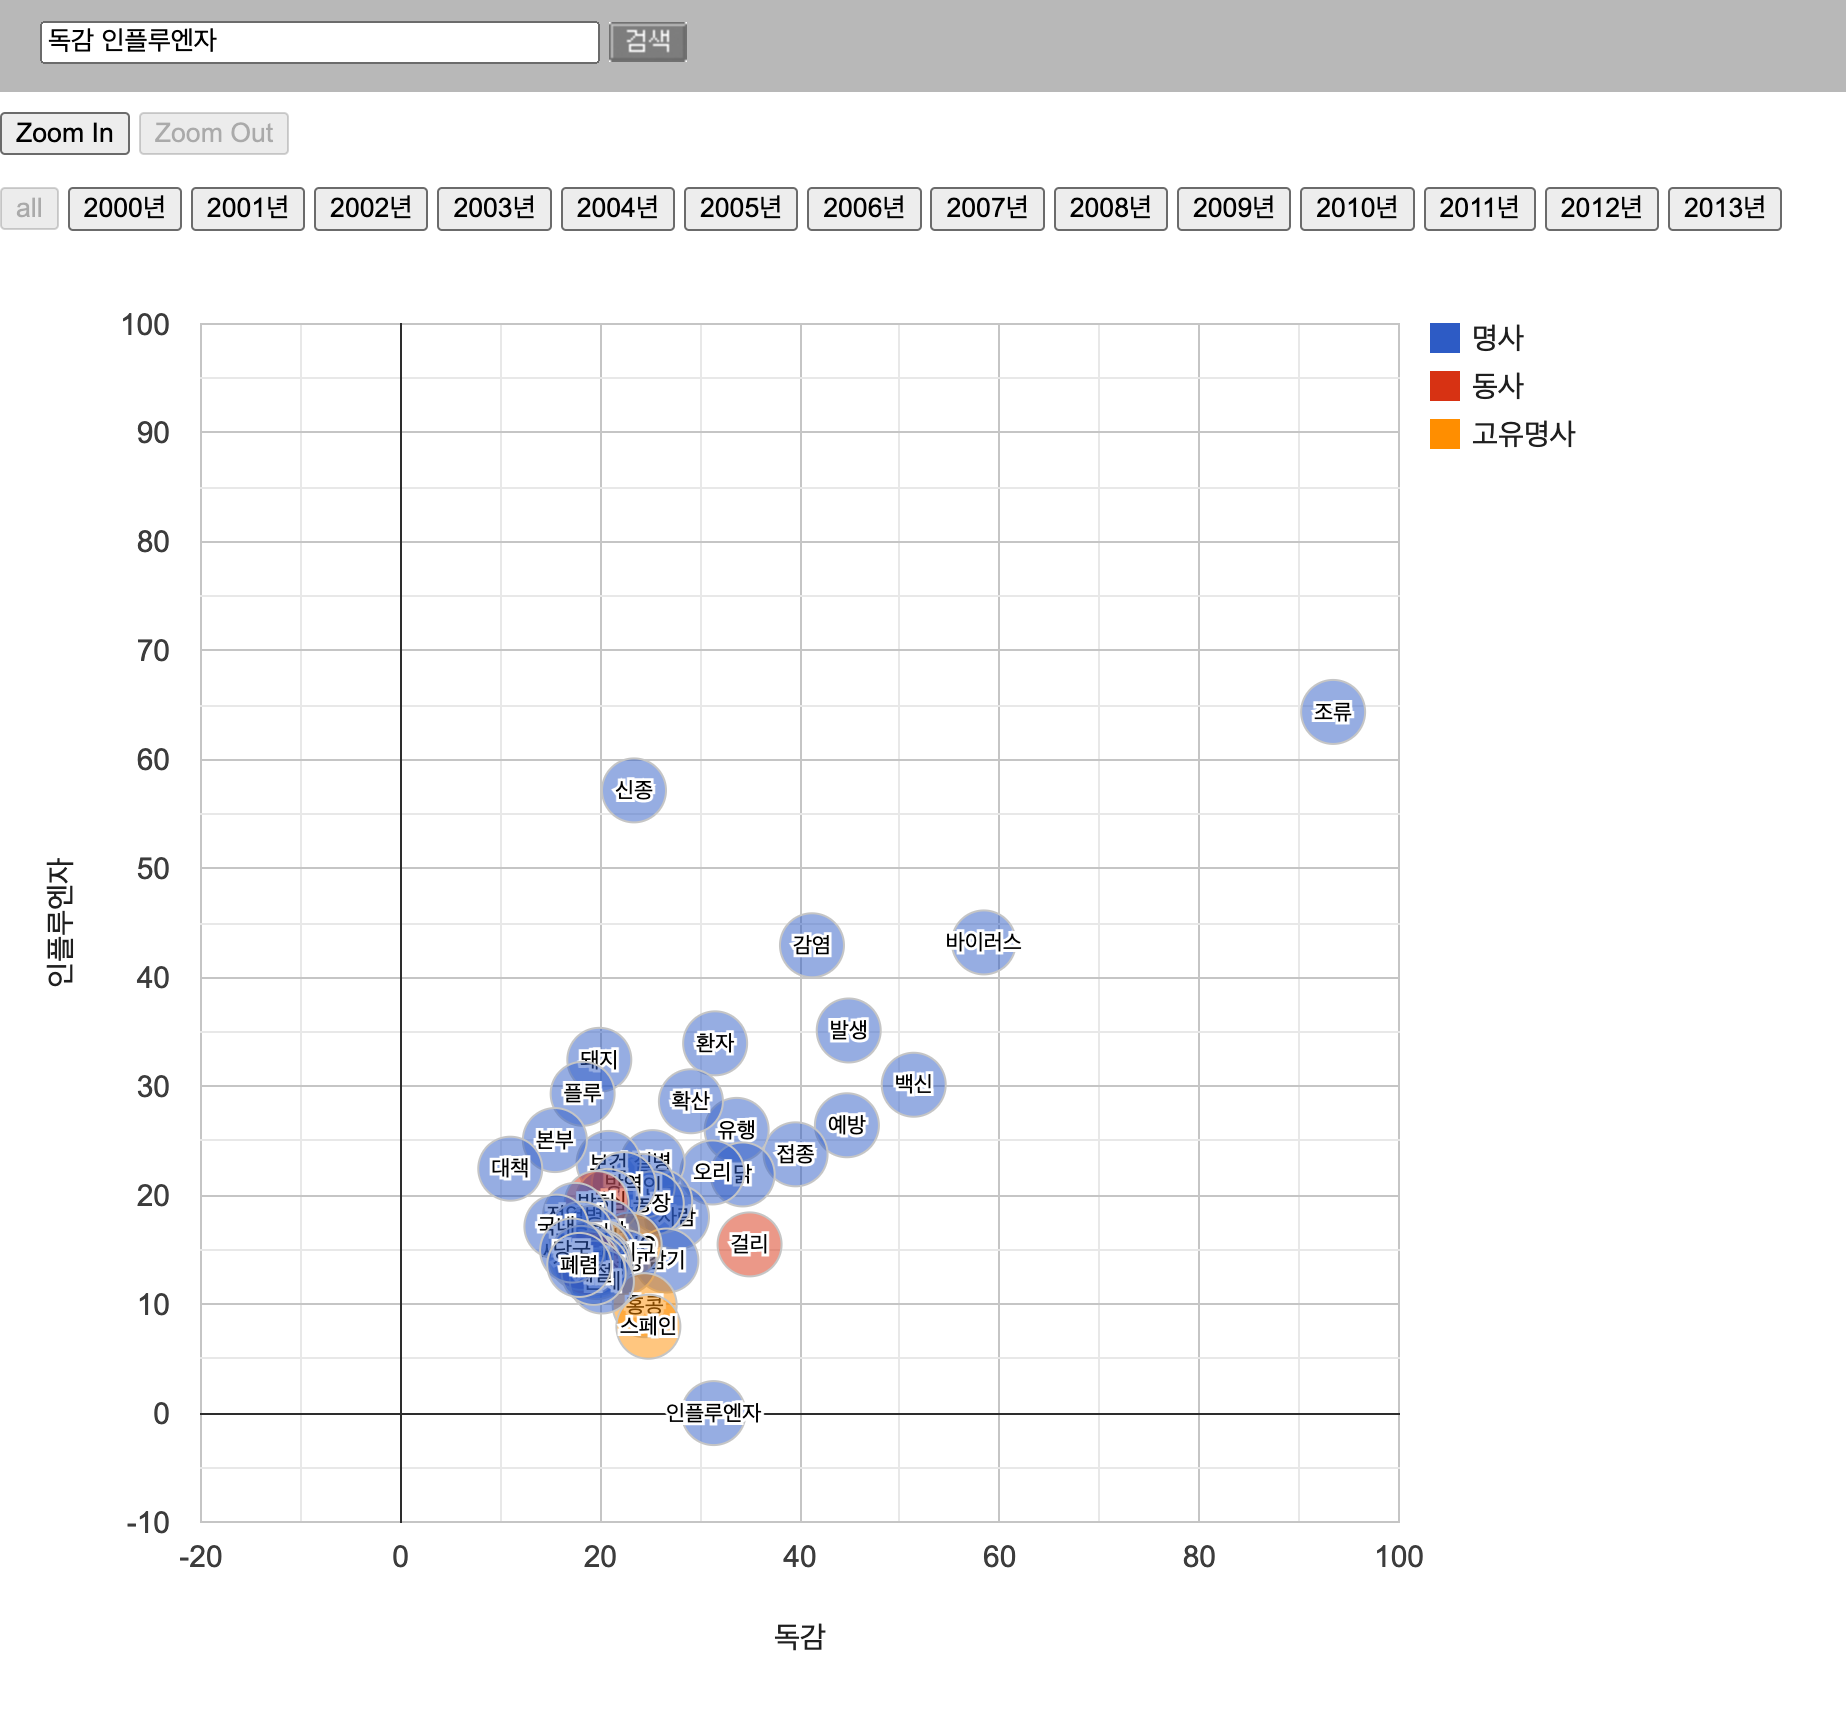 독감 인플루엔자 검색
Zoom In Zoom Out
all 2000년 2001년 2002년 2003년 2004년 2005년 2006년 2007년 2008년 2009년 2010년 2011년 2012년 2013년
100
90
80
70
60
50
40
30
20
10
0
-10
-20 0 20 40 60 80 100
인플루엔자
독감
명사
동사
고유명사
조류
신종
감염
바이러스
발생
환자
돼지
백신
플루
확산
예방
유행
본부
접종
대책
오리
닭
사람
걸리
폐렴
홍콩
스페인
인플루엔자